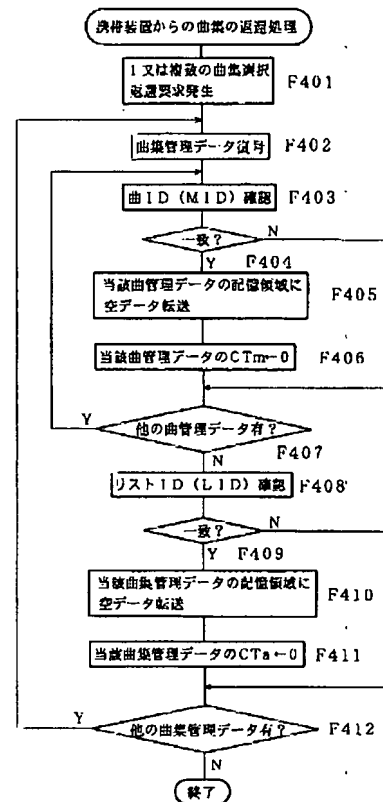 携帯装置からの曲集の返還処理
1又は複数の曲集選択
返還要求発生
F401
曲集管理データ復号
F402
曲ID(MID)確認
F403
一致?
N
Y
F404
当該曲管理データの記憶領域に
空データ転送
F405
当該曲管理データのCTm←0
F406
Y
他の曲管理データ有?
F407
N
リストID(LID)確認
F408
一致?
N
Y
F409
当該曲集管理データの記憶領域に
空データ転送
F410
当該曲集管理データのCTa←0
F411
Y
他の曲集管理データ有?
F412
N
終了